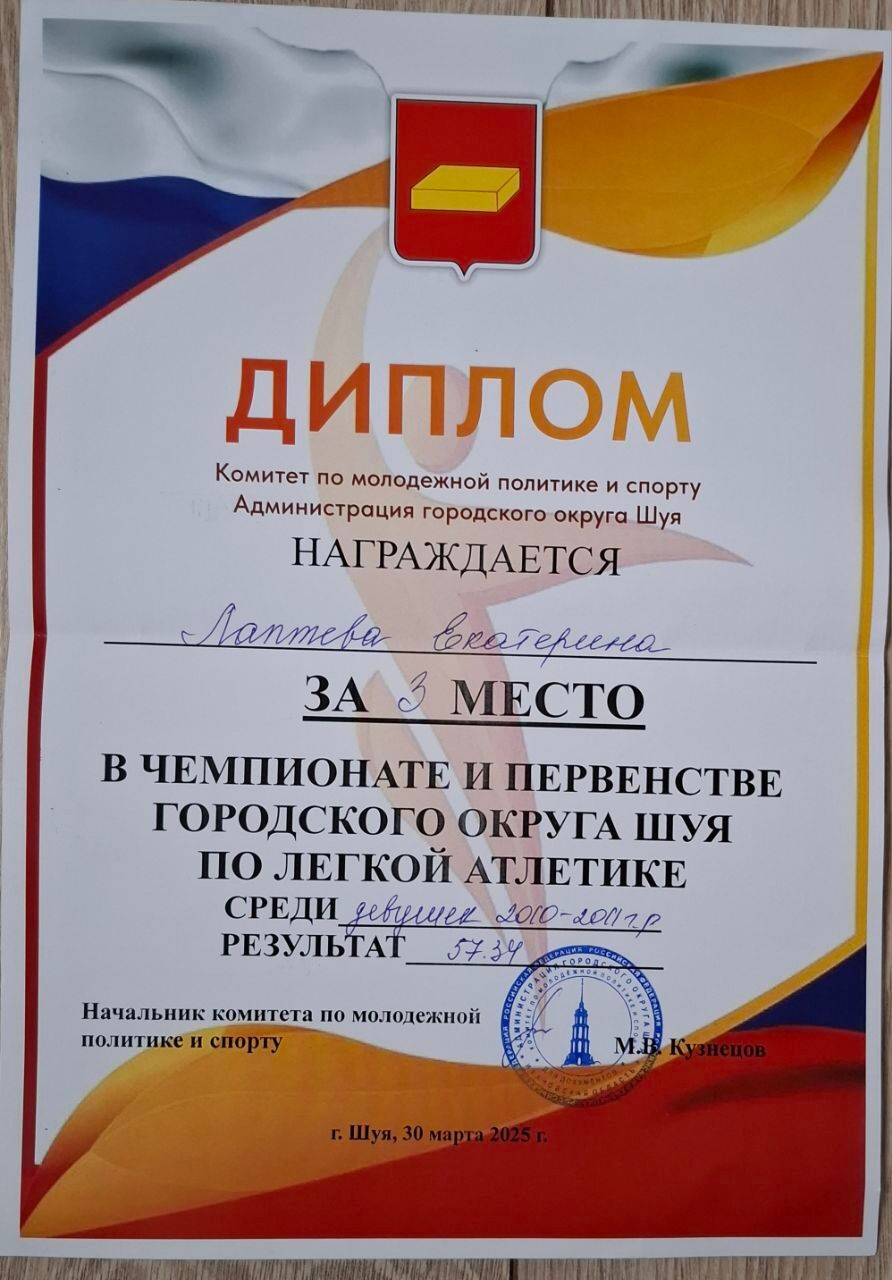 ДИПЛОМ
Комитет по молодежной политике и спорту
Администрация городского округа Шуя
НАГРАЖДАЕТСЯ
Лаптева Екатерина
ЗА 3 МЕСТО
В ЧЕМПИОНАТЕ И ПЕРВЕНСТВЕ
ГОРОДСКОГО ОКРУГА ШУЯ
ПО ЛЕГКОЙ АТЛЕТИКЕ
СРЕДИ девушек 2010-2011 г.р
РЕЗУЛЬТАТ 57.34
Начальник комитета по молодежной
политике и спорту
М.В. Кузнецов
г. Шуя, 30 марта 2025 г.